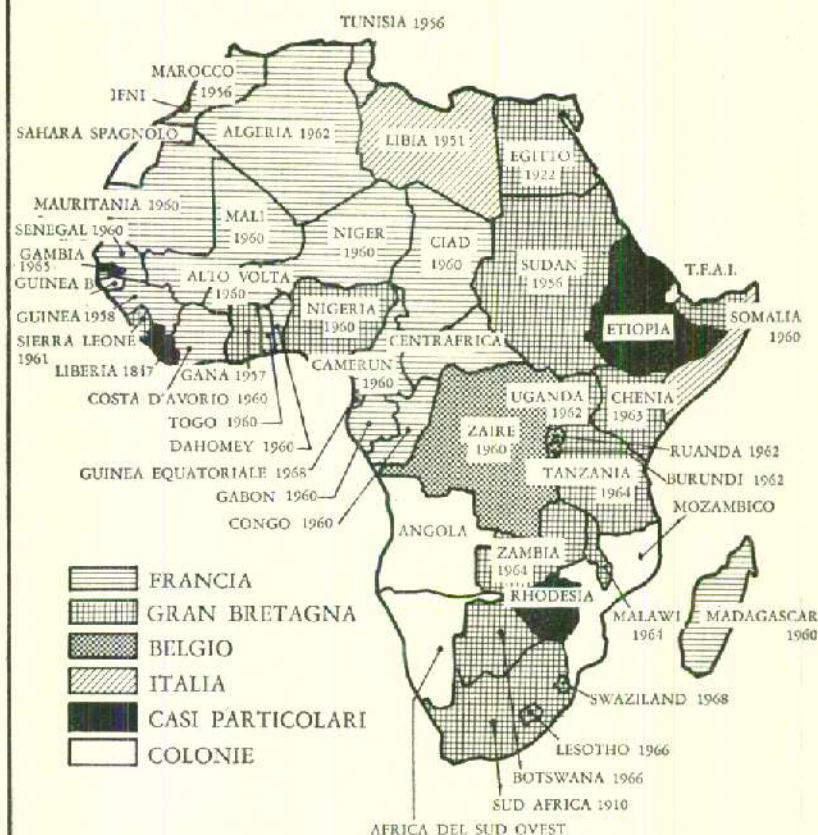 TUNISIA 1956
MAROCCO
1956
IFNI
SAHARA SPAGNOLO
ALGERIA 1962
LIBIA 1951
EGITTO
1922
MAURITANIA 1960
SENEGAL 1960
GAMBIA
1965
GUINEA B
MALI
1960
NIGER
1960
CIAD
1960
SUDAN
1956
T.F.A.I.
ALTO VOLTA
1960
NIGERIA
1960
ETIOPIA
SOMALIA
1960
GUINEA 1958
SIERRA LEONE
1961
LIBERIA 1847
GANA 1957
COSTA D'AVORIO 1960
TOGO 1960
DAHOMEY 1960
CENTRAFRICA
CAMERUN
1960
UGANDA
1962
CHENIA
1963
ZAIRE
1960
RUANDA 1962
BURUNDI 1962
TANZANIA
1964
GUINEA EQUATORIALE 1968
GABON 1960
CONGO 1960
MOZAMBICO
ANGOLA
ZAMBIA
1964
RHODESIA
MALAWI
1964
MADAGASCAR
1960
SWAZILAND 1968
LESOTHO 1966
BOTSWANA 1966
SUD AFRICA 1910
AFRICA DEL SUD OVEST
FRANCIA
GRAN BRETAGNA
BELGIO
ITALIA
CASI PARTICOLARI
COLONIE